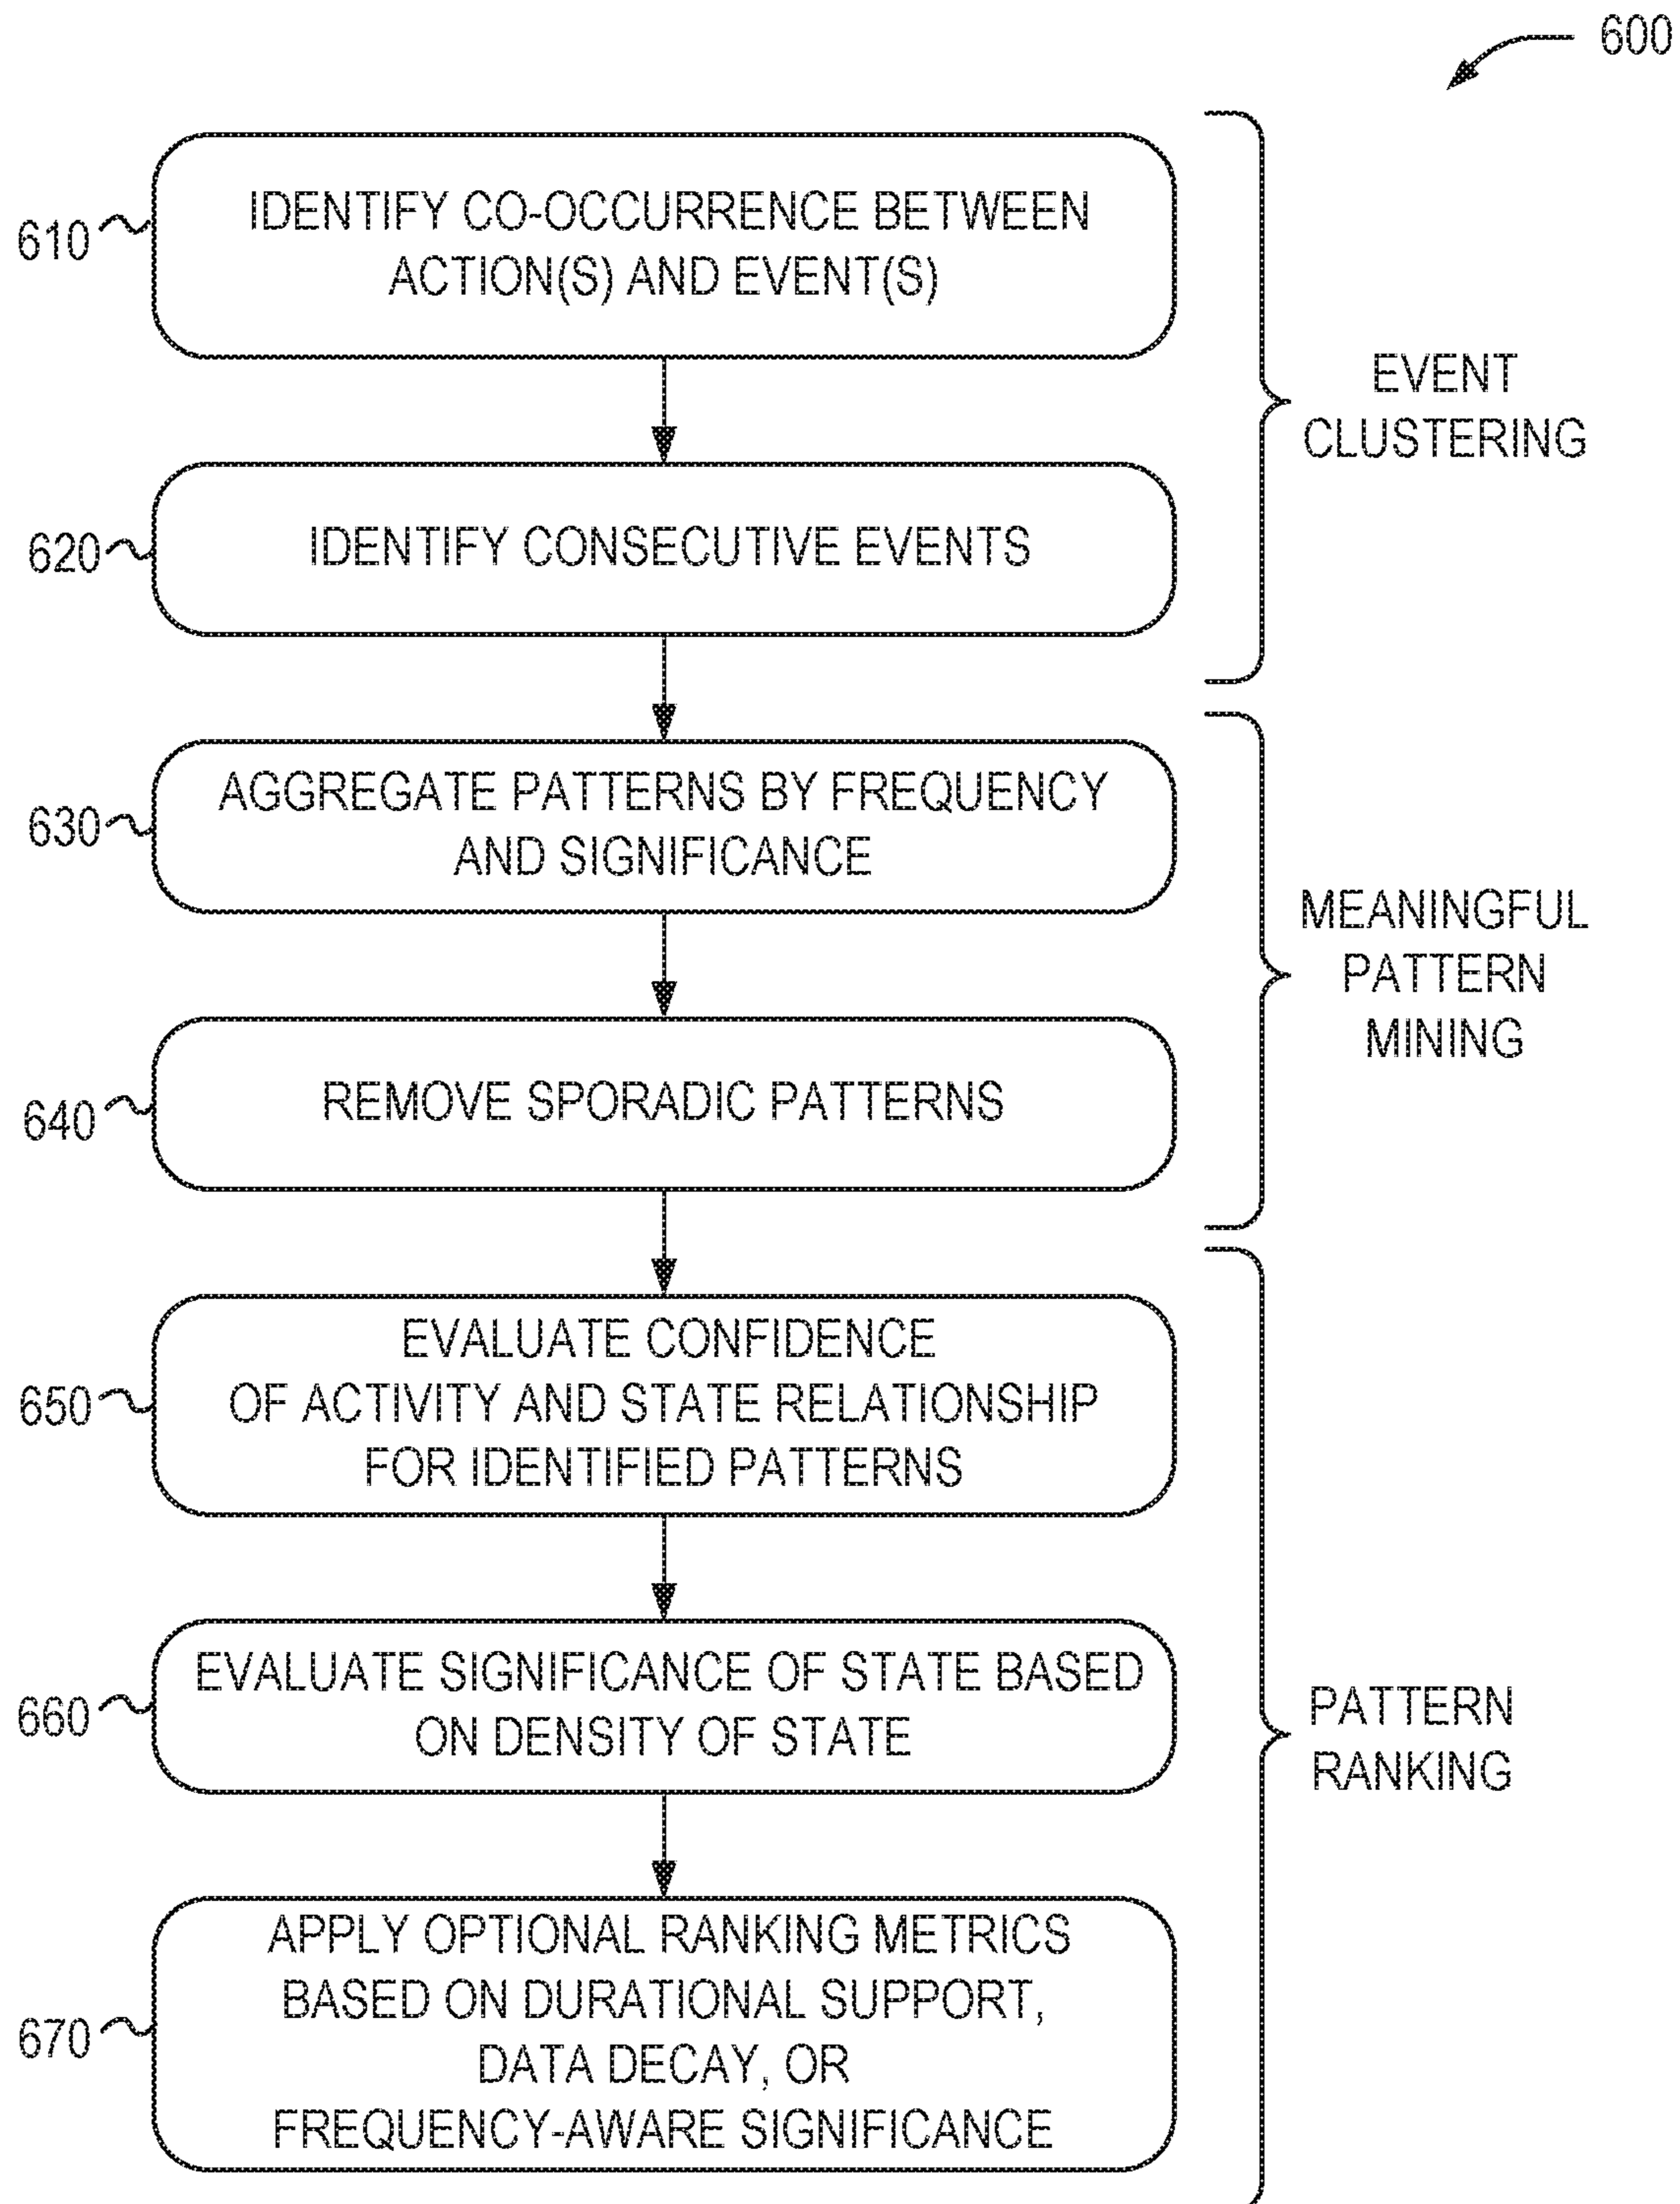 600
610
IDENTIFY CO-OCCURRENCE BETWEEN
ACTION(S) AND EVENT(S)
620
IDENTIFY CONSECUTIVE EVENTS
EVENT
CLUSTERING
630
AGGREGATE PATTERNS BY FREQUENCY
AND SIGNIFICANCE
640
REMOVE SPORADIC PATTERNS
MEANINGFUL
PATTERN
MINING
650
EVALUATE CONFIDENCE
OF ACTIVITY AND STATE RELATIONSHIP
FOR IDENTIFIED PATTERNS
660
EVALUATE SIGNIFICANCE OF STATE BASED
ON DENSITY OF STATE
670
APPLY OPTIONAL RANKING METRICS
BASED ON DURATIONAL SUPPORT,
DATA DECAY, OR
FREQUENCY-AWARE SIGNIFICANCE
PATTERN
RANKING